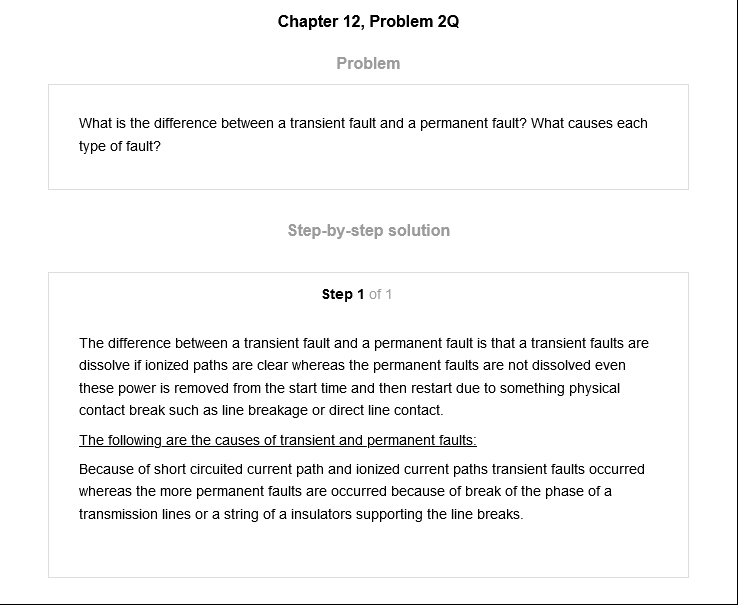 Chapter 12, Problem 2Q
Problem
What is the difference between a transient fault and a permanent fault? What causes each
type of fault?
Step-by-step solution
Step 1 of 1
The difference between a transient fault and a permanent fault is that a transient faults are
dissolve if ionized paths are clear whereas the permanent faults are not dissolved even
these power is removed from the start time and then restart due to something physical
contact break such as line breakage or direct line contact.
The following are the causes of transient and permanent faults:
Because of short circuited current path and ionized current paths transient faults occurred
whereas the more permanent faults are occurred because of break of the phase of a
transmission lines or a string of a insulators supporting the line breaks.